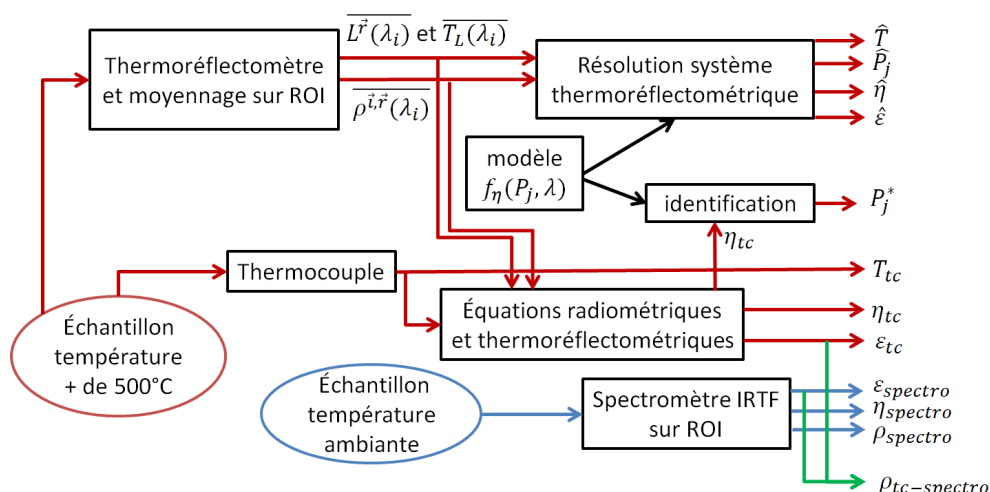 $\overline{L^{\vec{r}}(\lambda_i)}$ et $\overline{T_L(\lambda_i)}$
Thermoréflectomètre
et moyennage sur ROI
$\overline{\rho^{\vec{i},\vec{r}}(\lambda_i)}$
Résolution système
thermoréflectométrique
$\hat{T}$
$\hat{P_j}$
$\hat{\eta}$
$\hat{\varepsilon}$
modèle
$f_\eta(P_j, \lambda)$
identification
$P_j^*$
$\eta_{tc}$
Thermocouple
$T_{tc}$
Équations radiométriques
et thermoréflectométriques
$\eta_{tc}$
$\varepsilon_{tc}$
Échantillon
température
+ de 500°C
Échantillon
température
ambiante
Spectromètre IRTF
sur ROI
$\varepsilon_{spectro}$
$\eta_{spectro}$
$\rho_{spectro}$
$\rho_{tc-spectro}$